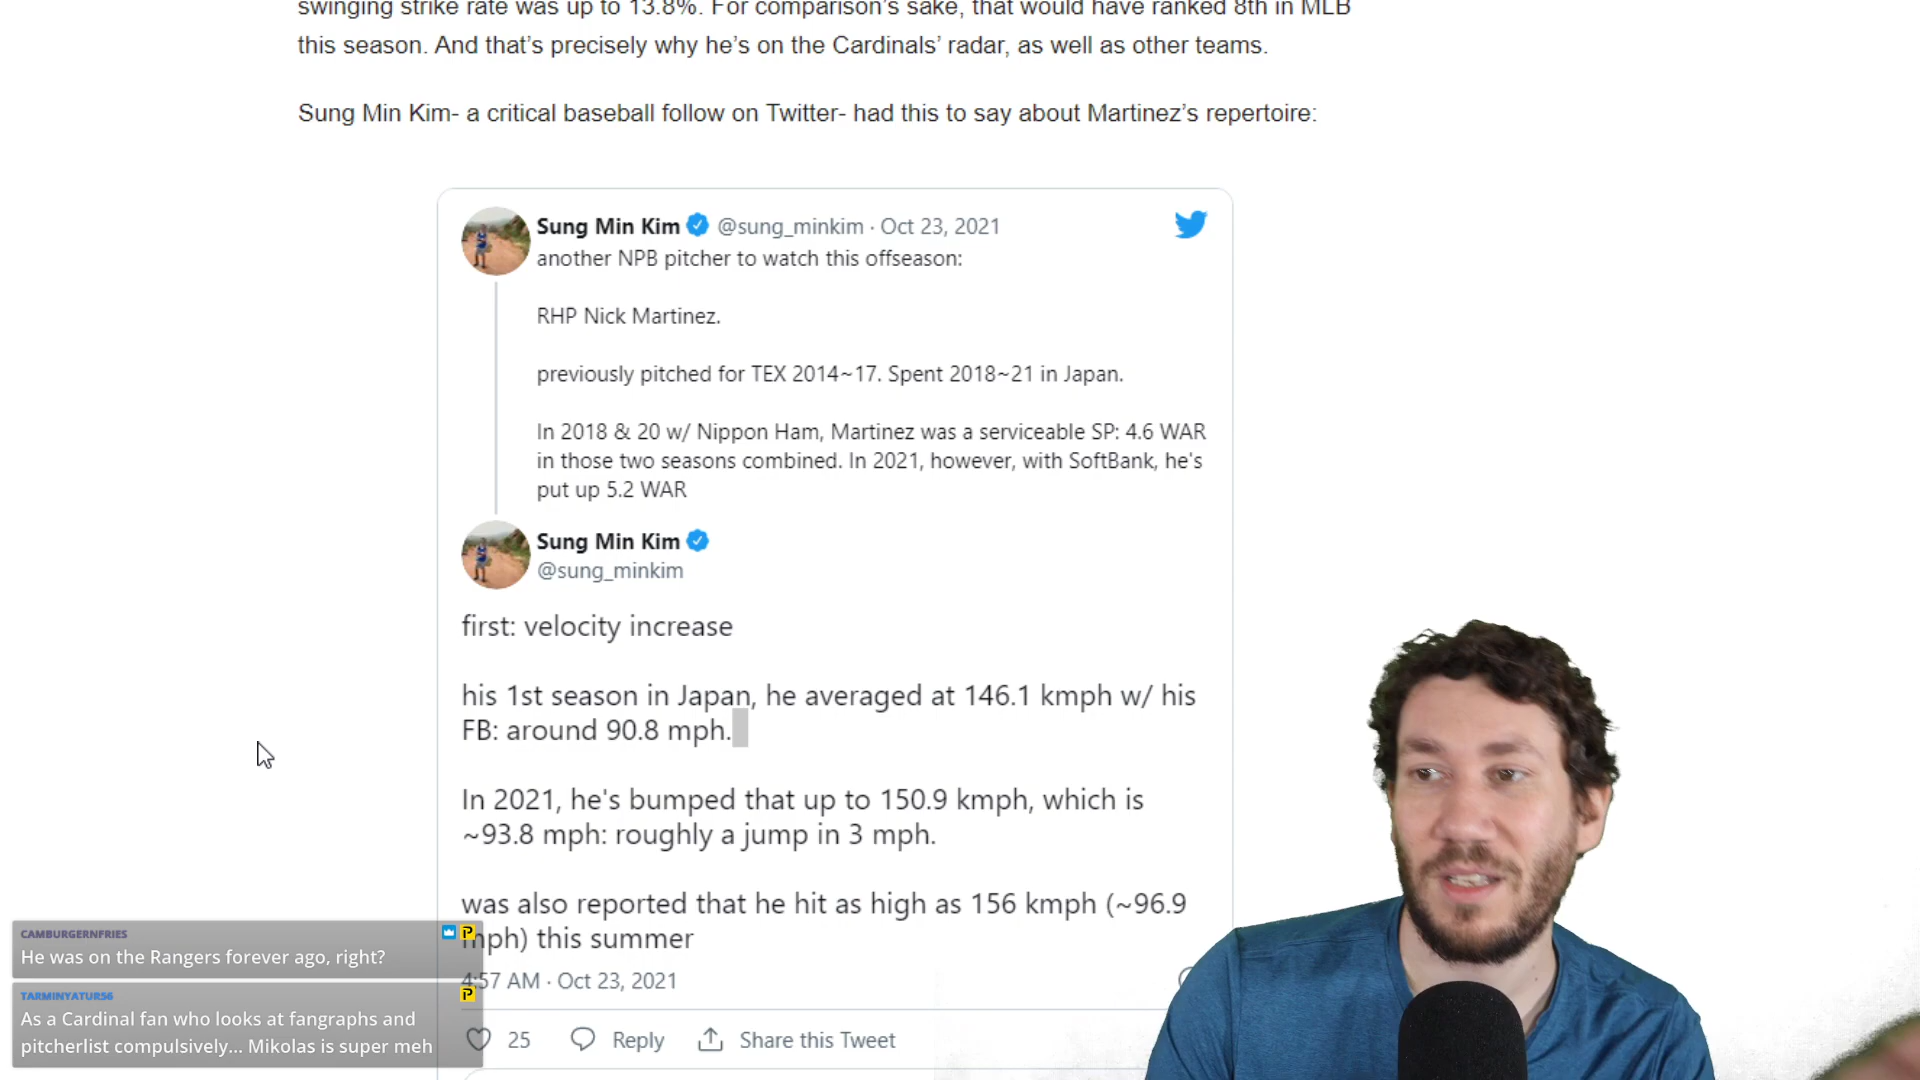 swinging strike rate was up to 13.8%. For comparison's sake, that would have ranked 8th in MLB
this season. And that's precisely why he's on the Cardinals' radar, as well as other teams.
Sung Min Kim- a critical baseball follow on Twitter- had this to say about Martinez's repertoire:
Sung Min Kim @sung_minkim · Oct 23, 2021
another NPB pitcher to watch this offseason:
RHP Nick Martinez.
previously pitched for TEX 2014~17. Spent 2018~21 in Japan.
In 2018 & 20 w/ Nippon Ham, Martinez was a serviceable SP: 4.6 WAR
in those two seasons combined. In 2021, however, with SoftBank, he's
put up 5.2 WAR
Sung Min Kim
@sung_minkim
first: velocity increase
his 1st season in Japan, he averaged at 146.1 kmph w/ his
FB: around 90.8 mph.
In 2021, he's bumped that up to 150.9 kmph, which is
~93.8 mph: roughly a jump in 3 mph.
was also reported that he hit as high as 156 kmph (~96.9
mph) this summer
4:57 AM · Oct 23, 2021
25 Reply Share this Tweet
CAMBURGERNFRIES
He was on the Rangers forever ago, right?
TARMINYATUR56
As a Cardinal fan who looks at fangraphs and
pitcherlist compulsively... Mikolas is super meh